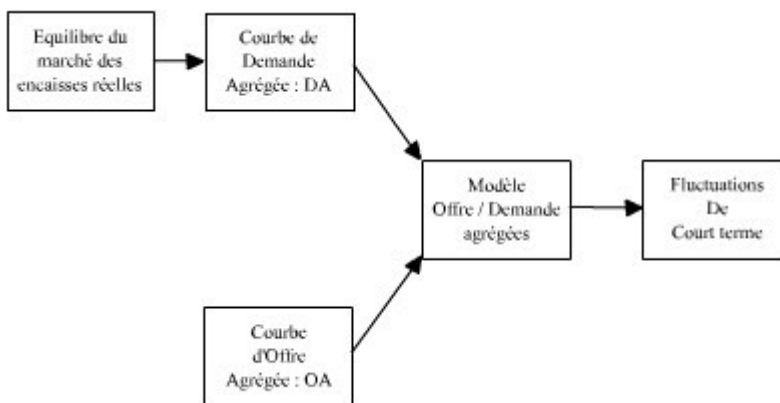 Equilibre du
marché des
encaisses réelles
Courbe de
Demande
Agrégée : DA
Modèle
Offre / Demande
agrégées
Fluctuations
De
Court terme
Courbe
d'Offre
Agrégée : OA